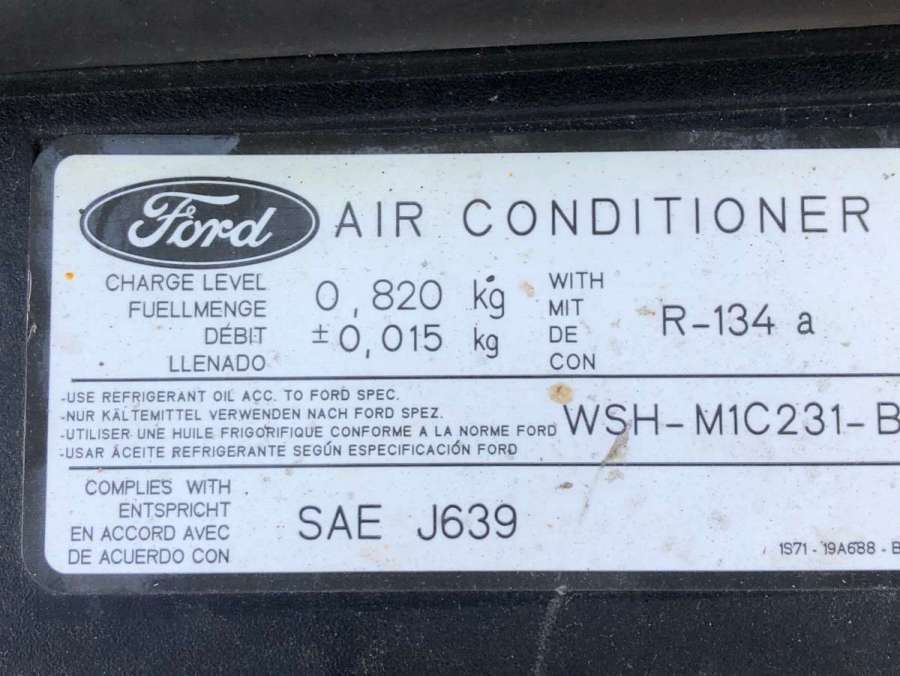 Ford AIR CONDITIONER
CHARGE LEVEL
FUELLMENGE
DÉBIT
LLENADO
0,820 kg
±0,015 kg
WITH
MIT
DE
CON
R-134 a
-USE REFRIGERANT OIL ACC. TO FORD SPEC.
-NUR KÄLTEMITTEL VERWENDEN NACH FORD SPEZ.
-UTILISER UNE HUILE FRIGORIFIQUE CONFORME A LA NORME FORD
-USAR ACEITE REFRIGERANTE SEGÚN ESPECIFICACIÓN FORD
WSH-M1C231-B
COMPLIES WITH
ENTSPRICHT
EN ACCORD AVEC
DE ACUERDO CON
SAE J639
1S71 - 19A688 - B